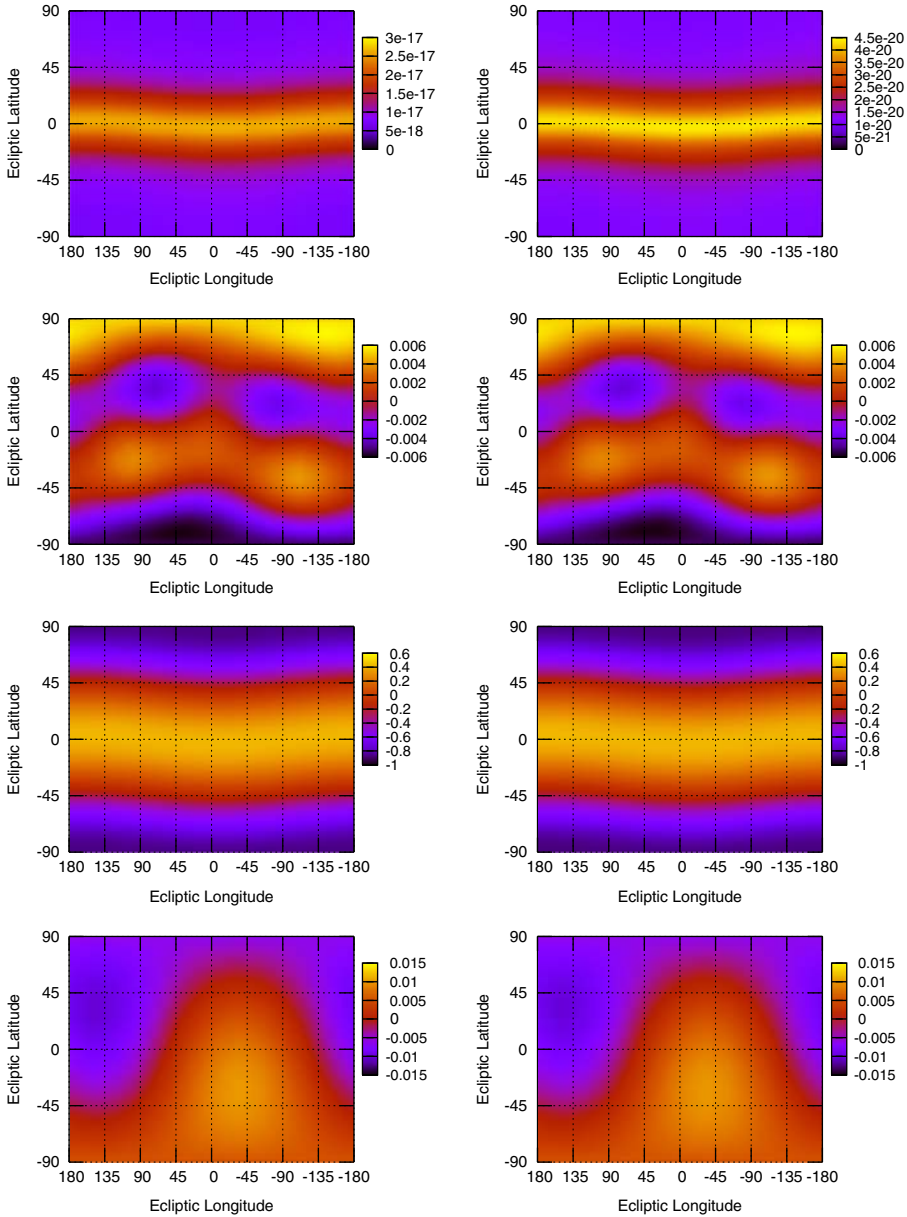 90
45
0
-45
-90
Ecliptic Latitude
180 135 90 45 0 -45 -90 -135 -180
Ecliptic Longitude
3e-17
2.5e-17
2e-17
1.5e-17
1e-17
5e-18
0
90
45
0
-45
-90
Ecliptic Latitude
180 135 90 45 0 -45 -90 -135 -180
Ecliptic Longitude
4.5e-20
4e-20
3.5e-20
3e-20
2.5e-20
2e-20
1.5e-20
1e-20
5e-21
0
90
45
0
-45
-90
Ecliptic Latitude
180 135 90 45 0 -45 -90 -135 -180
Ecliptic Longitude
0.006
0.004
0.002
0
-0.002
-0.004
-0.006
90
45
0
-45
-90
Ecliptic Latitude
180 135 90 45 0 -45 -90 -135 -180
Ecliptic Longitude
0.006
0.004
0.002
0
-0.002
-0.004
-0.006
90
45
0
-45
-90
Ecliptic Latitude
180 135 90 45 0 -45 -90 -135 -180
Ecliptic Longitude
0.6
0.4
0.2
0
-0.2
-0.4
-0.6
-0.8
-1
90
45
0
-45
-90
Ecliptic Latitude
180 135 90 45 0 -45 -90 -135 -180
Ecliptic Longitude
0.6
0.4
0.2
0
-0.2
-0.4
-0.6
-0.8
-1
90
45
0
-45
-90
Ecliptic Latitude
180 135 90 45 0 -45 -90 -135 -180
Ecliptic Longitude
0.015
0.01
0.005
0
-0.005
-0.01
-0.015
90
45
0
-45
-90
Ecliptic Latitude
180 135 90 45 0 -45 -90 -135 -180
Ecliptic Longitude
0.015
0.01
0.005
0
-0.005
-0.01
-0.015